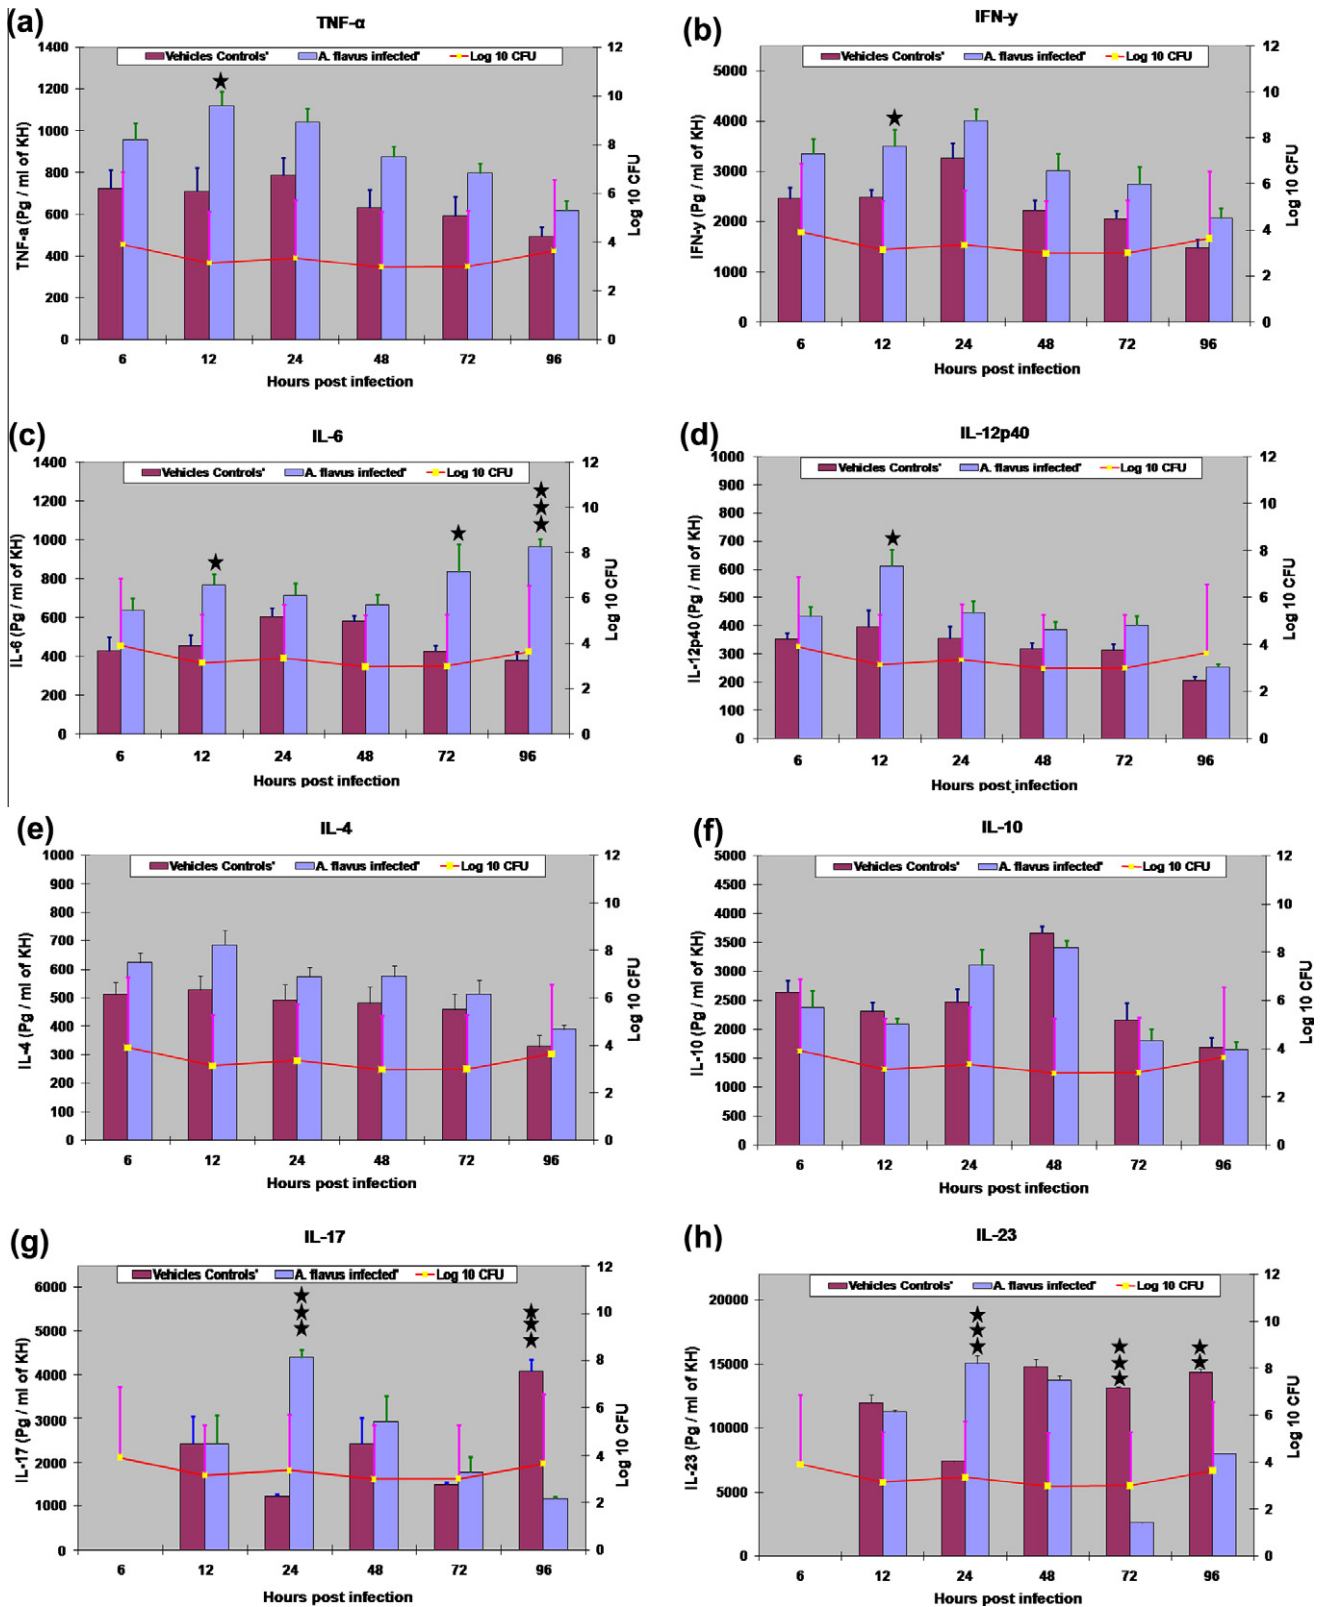 (a)
TNF-α
Vehicles Controls' A. flavus infected' Log 10 CFU
TNF-a (Pg / ml of KH)
1400
1200
1000
800
600
400
200
0
12
10
8
6
4
2
0
Log 10 CFU
6 12 24 48 72 96
Hours post infection
(b)
IFN-y
Vehicles Controls' A. flavus infected' Log 10 CFU
IFN-y (Pg / ml of KH)
5000
4000
3000
2000
1000
0
12
10
8
6
4
2
0
Log 10 CFU
6 12 24 48 72 96
Hours post infection
(c)
IL-6
Vehicles Controls' A. flavus infected' Log 10 CFU
IL-6 (Pg / ml of KH)
1400
1200
1000
800
600
400
200
0
12
10
8
6
4
2
0
Log 10 CFU
6 12 24 48 72 96
Hours post infection
(d)
IL-12p40
Vehicles Controls' A. flavus infected' Log 10 CFU
IL-12p40 (Pg / ml of KH)
1000
900
800
700
600
500
400
300
200
100
0
12
10
8
6
4
2
0
Log 10 CFU
6 12 24 48 72 96
Hours post infection
(e)
IL-4
Vehicles Controls' A. flavus infected' Log 10 CFU
IL-4 (Pg / ml of KH)
1000
900
800
700
600
500
400
300
200
100
0
12
10
8
6
4
2
0
Log 10 CFU
6 12 24 48 72 96
Hours post infection
(f)
IL-10
Vehicles Controls' A. flavus infected' Log 10 CFU
IL-10 (Pg / ml of KH)
5000
4500
4000
3500
3000
2500
2000
1500
1000
500
0
12
10
8
6
4
2
0
Log 10 CFU
6 12 24 48 72 96
Hours post infection
(g)
IL-17
Vehicles Controls' A. flavus infected' Log 10 CFU
IL-17 (Pg / ml of KH)
6000
5000
4000
3000
2000
1000
0
12
10
8
6
4
2
0
Log 10 CFU
6 12 24 48 72 96
Hours post infection
(h)
IL-23
Vehicles Controls' A. flavus infected' Log 10 CFU
IL-23 (Pg / ml of KH)
20000
15000
10000
5000
0
12
10
8
6
4
2
0
Log 10 CFU
6 12 24 48 72 96
Hours post infection